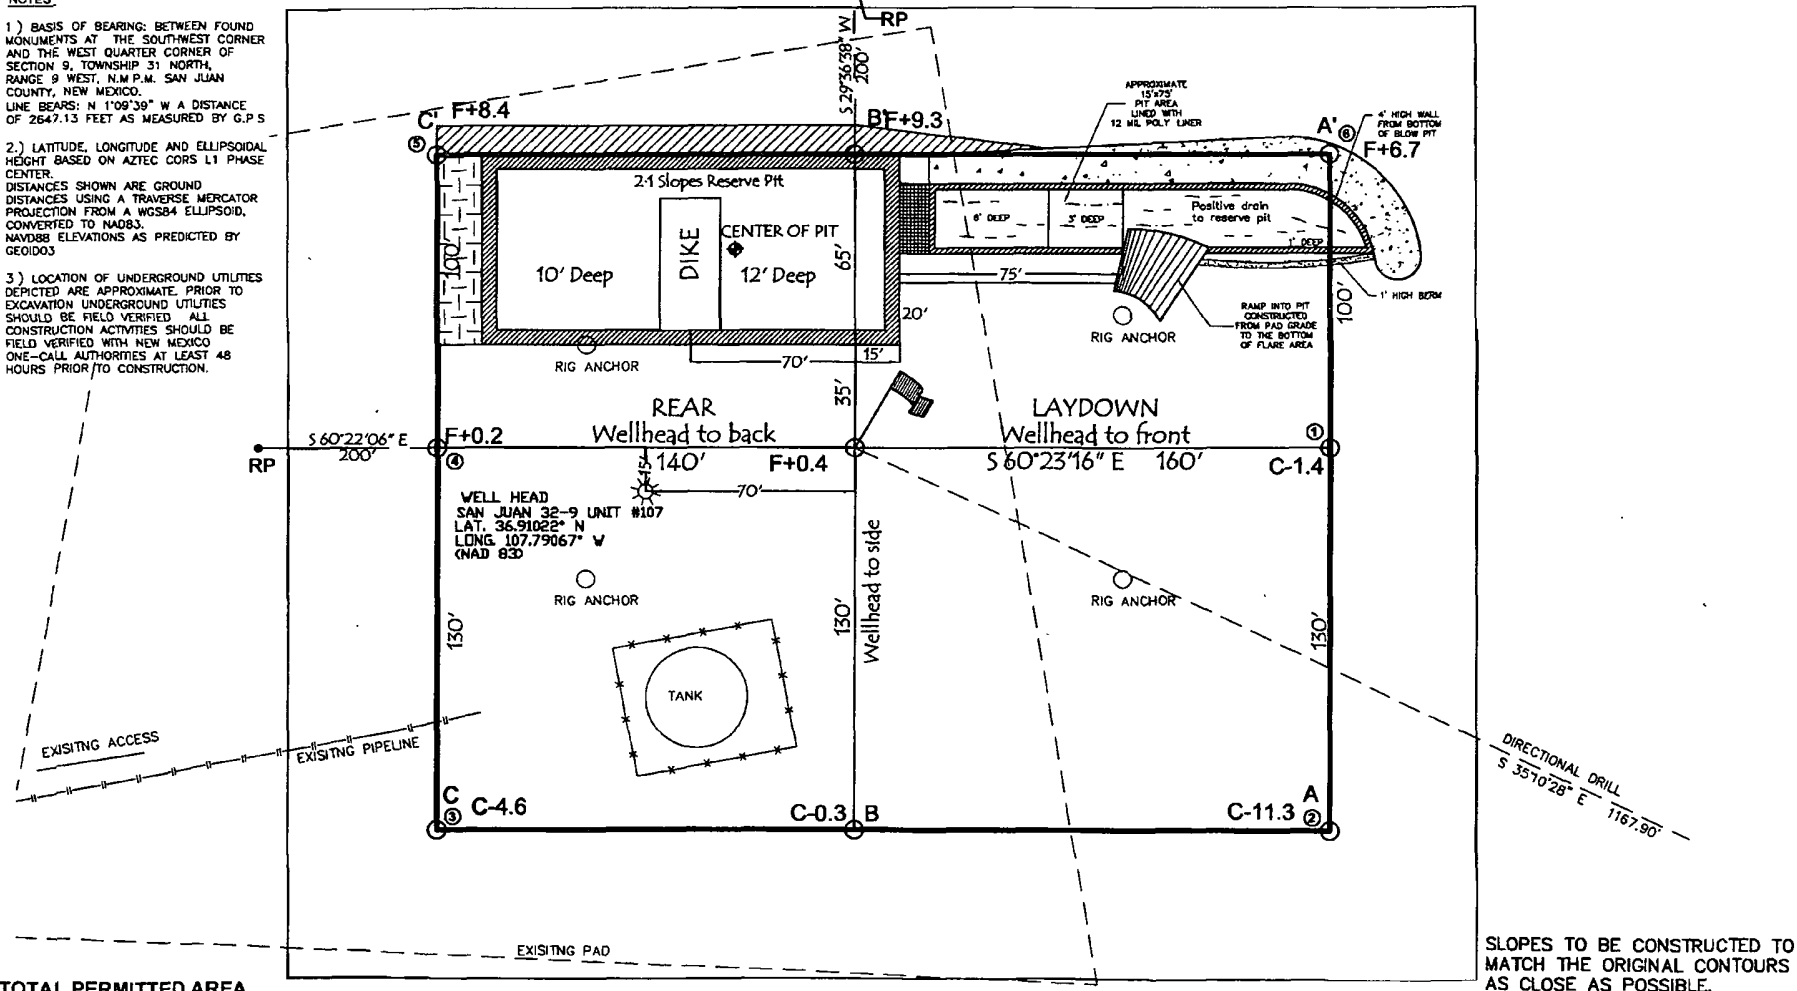 NOTES
1 ) BASIS OF BEARING: BETWEEN FOUND
MONUMENTS AT THE SOUTHWEST CORNER
AND THE WEST QUARTER CORNER OF
SECTION 9, TOWNSHIP 31 NORTH,
RANGE 9 WEST, N.M P.M. SAN JUAN
COUNTY, NEW MEXICO.
LINE BEARS: N 1°09'39" W A DISTANCE
OF 2647.13 FEET AS MEASURED BY G.P S
2.) LATITUDE, LONGITUDE AND ELLIPSOIDAL
HEIGHT BASED ON AZTEC CORS L1 PHASE
CENTER.
DISTANCES SHOWN ARE GROUND
DISTANCES USING A TRAVERSE MERCATOR
PROJECTION FROM A WGS84 ELLIPSOID,
CONVERTED TO NAD83.
NAVD88 ELEVATIONS AS PREDICTED BY
GEOID03
3 ) LOCATION OF UNDERGROUND UTILITIES
DEPICTED ARE APPROXIMATE PRIOR TO
EXCAVATION UNDERGROUND UTILITIES
SHOULD BE FIELD VERIFIED ALL
CONSTRUCTION ACTIVITIES SHOULD BE
FIELD VERIFIED WITH NEW MEXICO
ONE-CALL AUTHORITIES AT LEAST 48
HOURS PRIOR TO CONSTRUCTION.
RP
S 29°36'38" W
200'
C' F+8.4
⑤
B' F+9.3
APPROXIMATE
15'x75'
PIT AREA
LINED WITH
12 MIL POLY LINER
A' ⑥
F+6.7
4' HIGH WALL
FROM BOTTOM
OF BLOW PIT
2:1 Slopes Reserve Pit
DIKE
CENTER OF PIT
10' Deep
12' Deep
100'
65'
6' DEEP
3' DEEP
Positive drain
to reserve pit
1' DEEP
75'
20'
1' HIGH BERM
100'
RAMP INTO PIT
CONSTRUCTED
FROM PAD GRADE
TO THE BOTTOM
OF FLARE AREA
RIG ANCHOR
RIG ANCHOR
70'
15'
35'
REAR
Wellhead to back
140'
LAYDOWN
Wellhead to front
S 60°23'16" E 160'
S 60°22'06" E
200'
RP
F+0.2
④
F+0.4
①
C-1.4
15'
70'
WELL HEAD
SAN JUAN 32-9 UNIT #107
LAT. 36.91022° N
LONG. 107.79067° W
(NAD 83)
Wellhead to side
130'
130'
130'
RIG ANCHOR
RIG ANCHOR
TANK
EXISITNG ACCESS
EXISITNG PIPELINE
DIRECTIONAL DRILL
S 35°10'28" E 1167.90'
C
③ C-4.6
C-0.3 B
A
C-11.3 ②
EXISITNG PAD
SLOPES TO BE CONSTRUCTED TO
MATCH THE ORIGINAL CONTOURS
AS CLOSE AS POSSIBLE.
TOTAL PERMITTED AREA